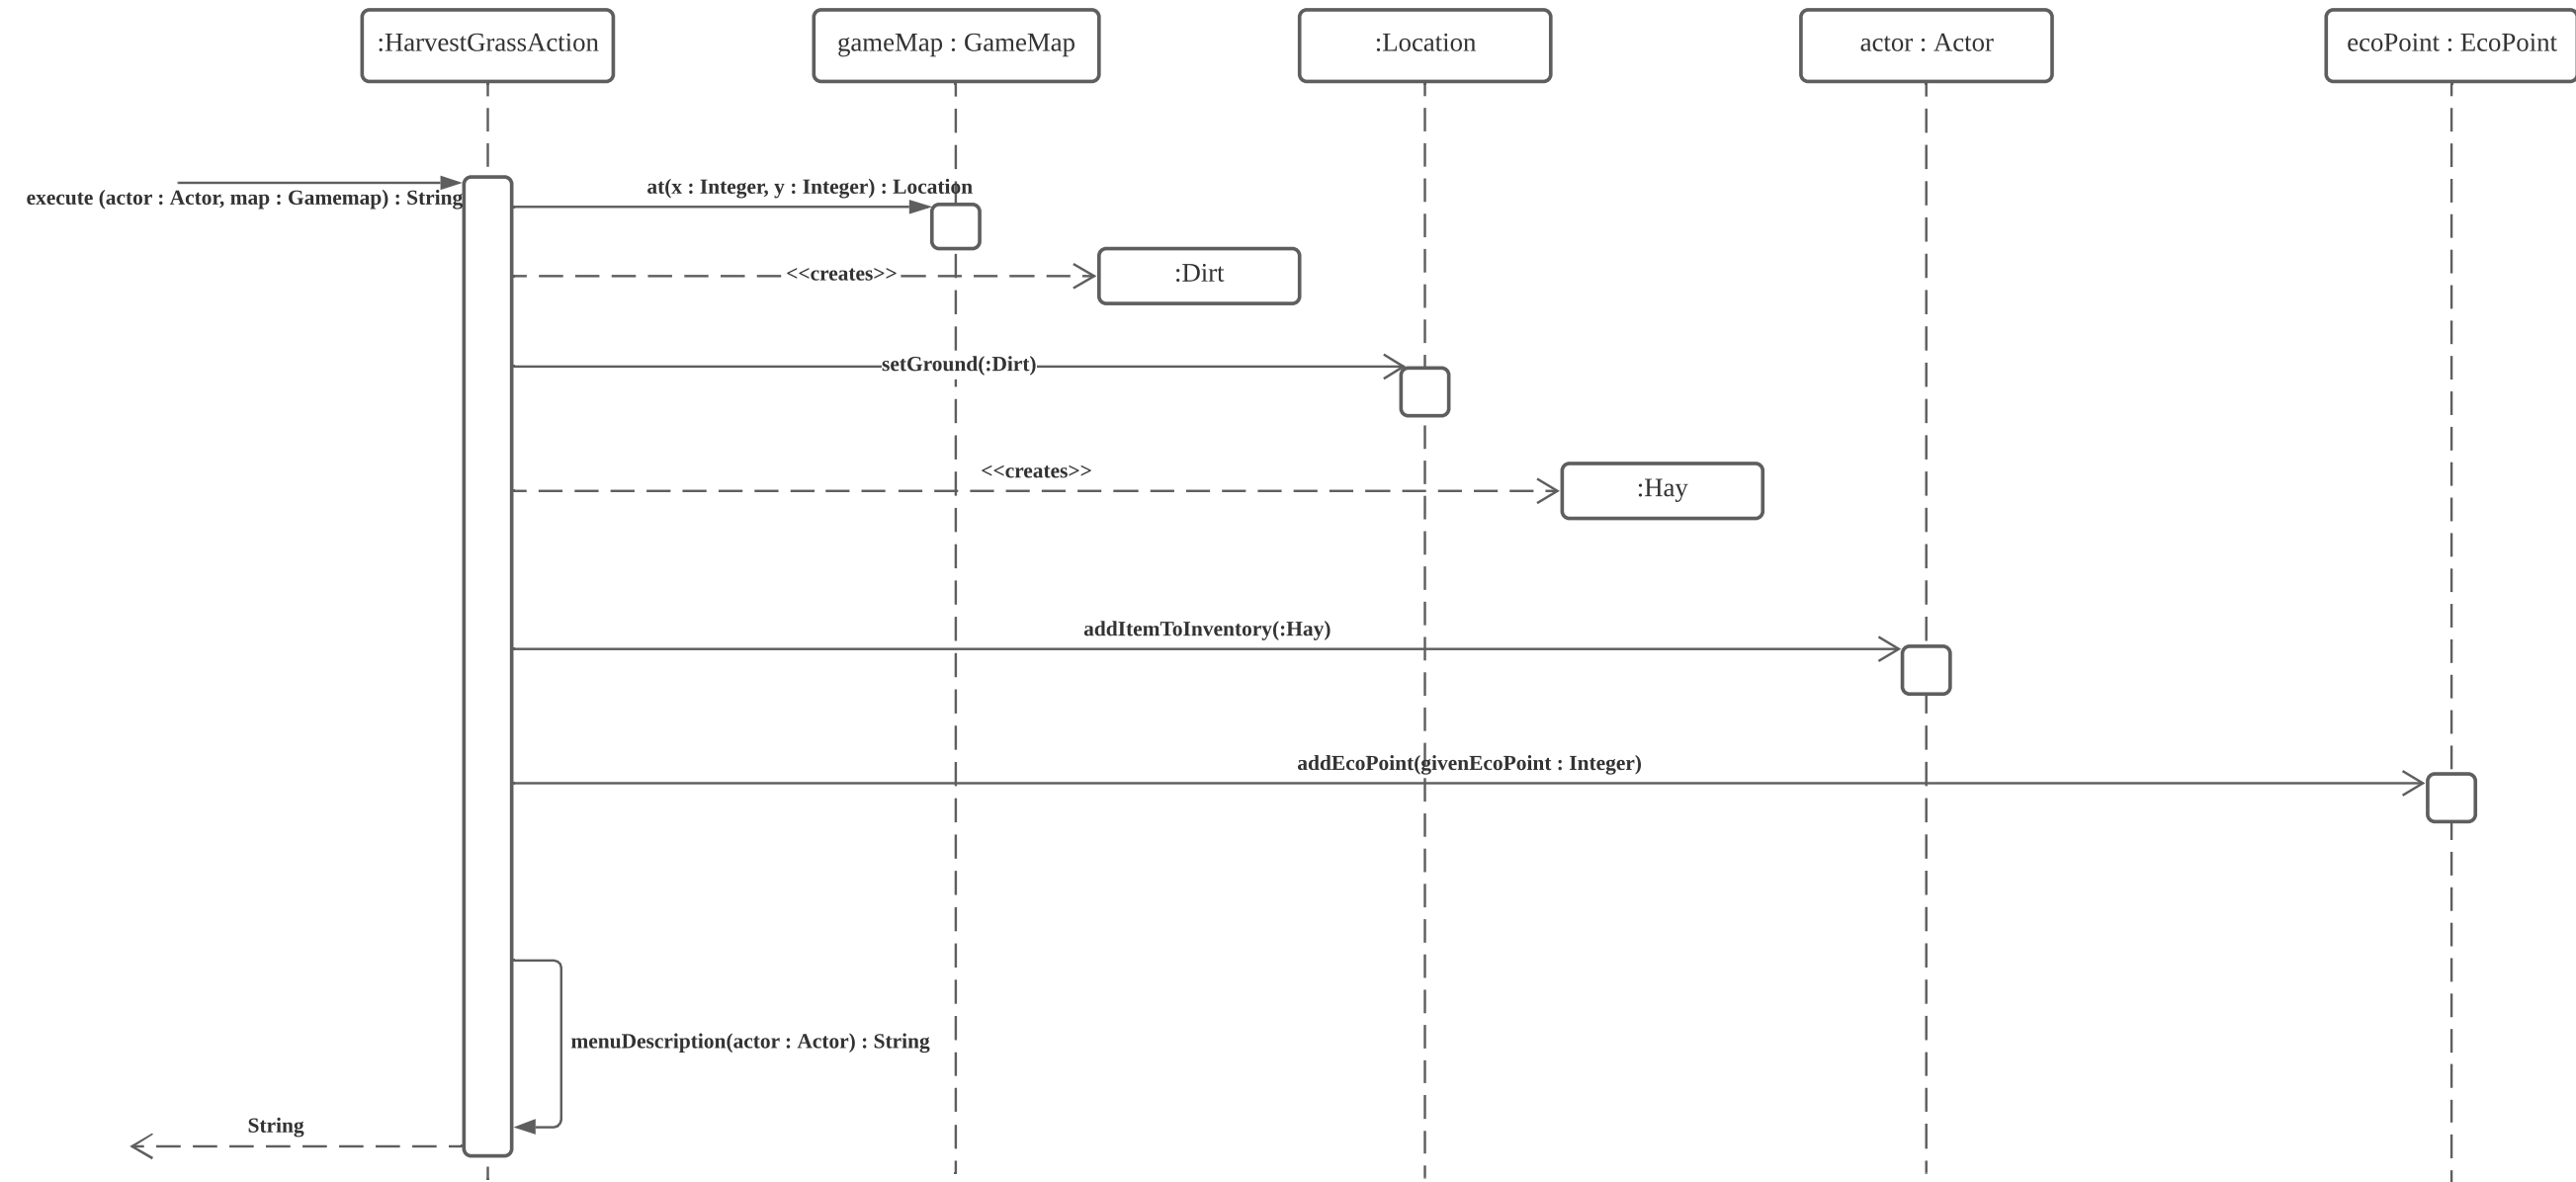 :HarvestGrassAction
gameMap : GameMap
:Location
actor : Actor
ecoPoint : EcoPoint
execute (actor : Actor, map : Gamemap) : String
at(x : Integer, y : Integer) : Location
<<creates>>
:Dirt
setGround(:Dirt)
<<creates>>
:Hay
addItemToInventory(:Hay)
addEcoPoint(givenEcoPoint : Integer)
menuDescription(actor : Actor) : String
String